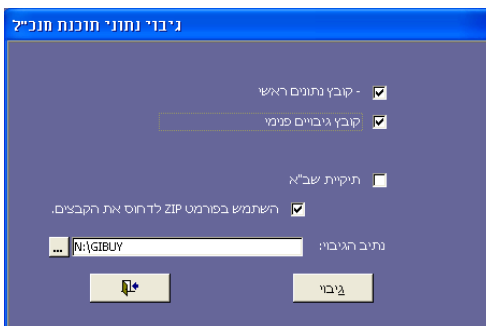 גיבוי נתוני תוכנת מנכ"ל
- קובץ נתונים ראשי
קובץ גיבויים פנימי
תיקיית שב"א
השתמש בפורמט ZIP לדחוס את הקבצים.
נתיב הגיבוי: N:\GIBUY ...
גיבוי